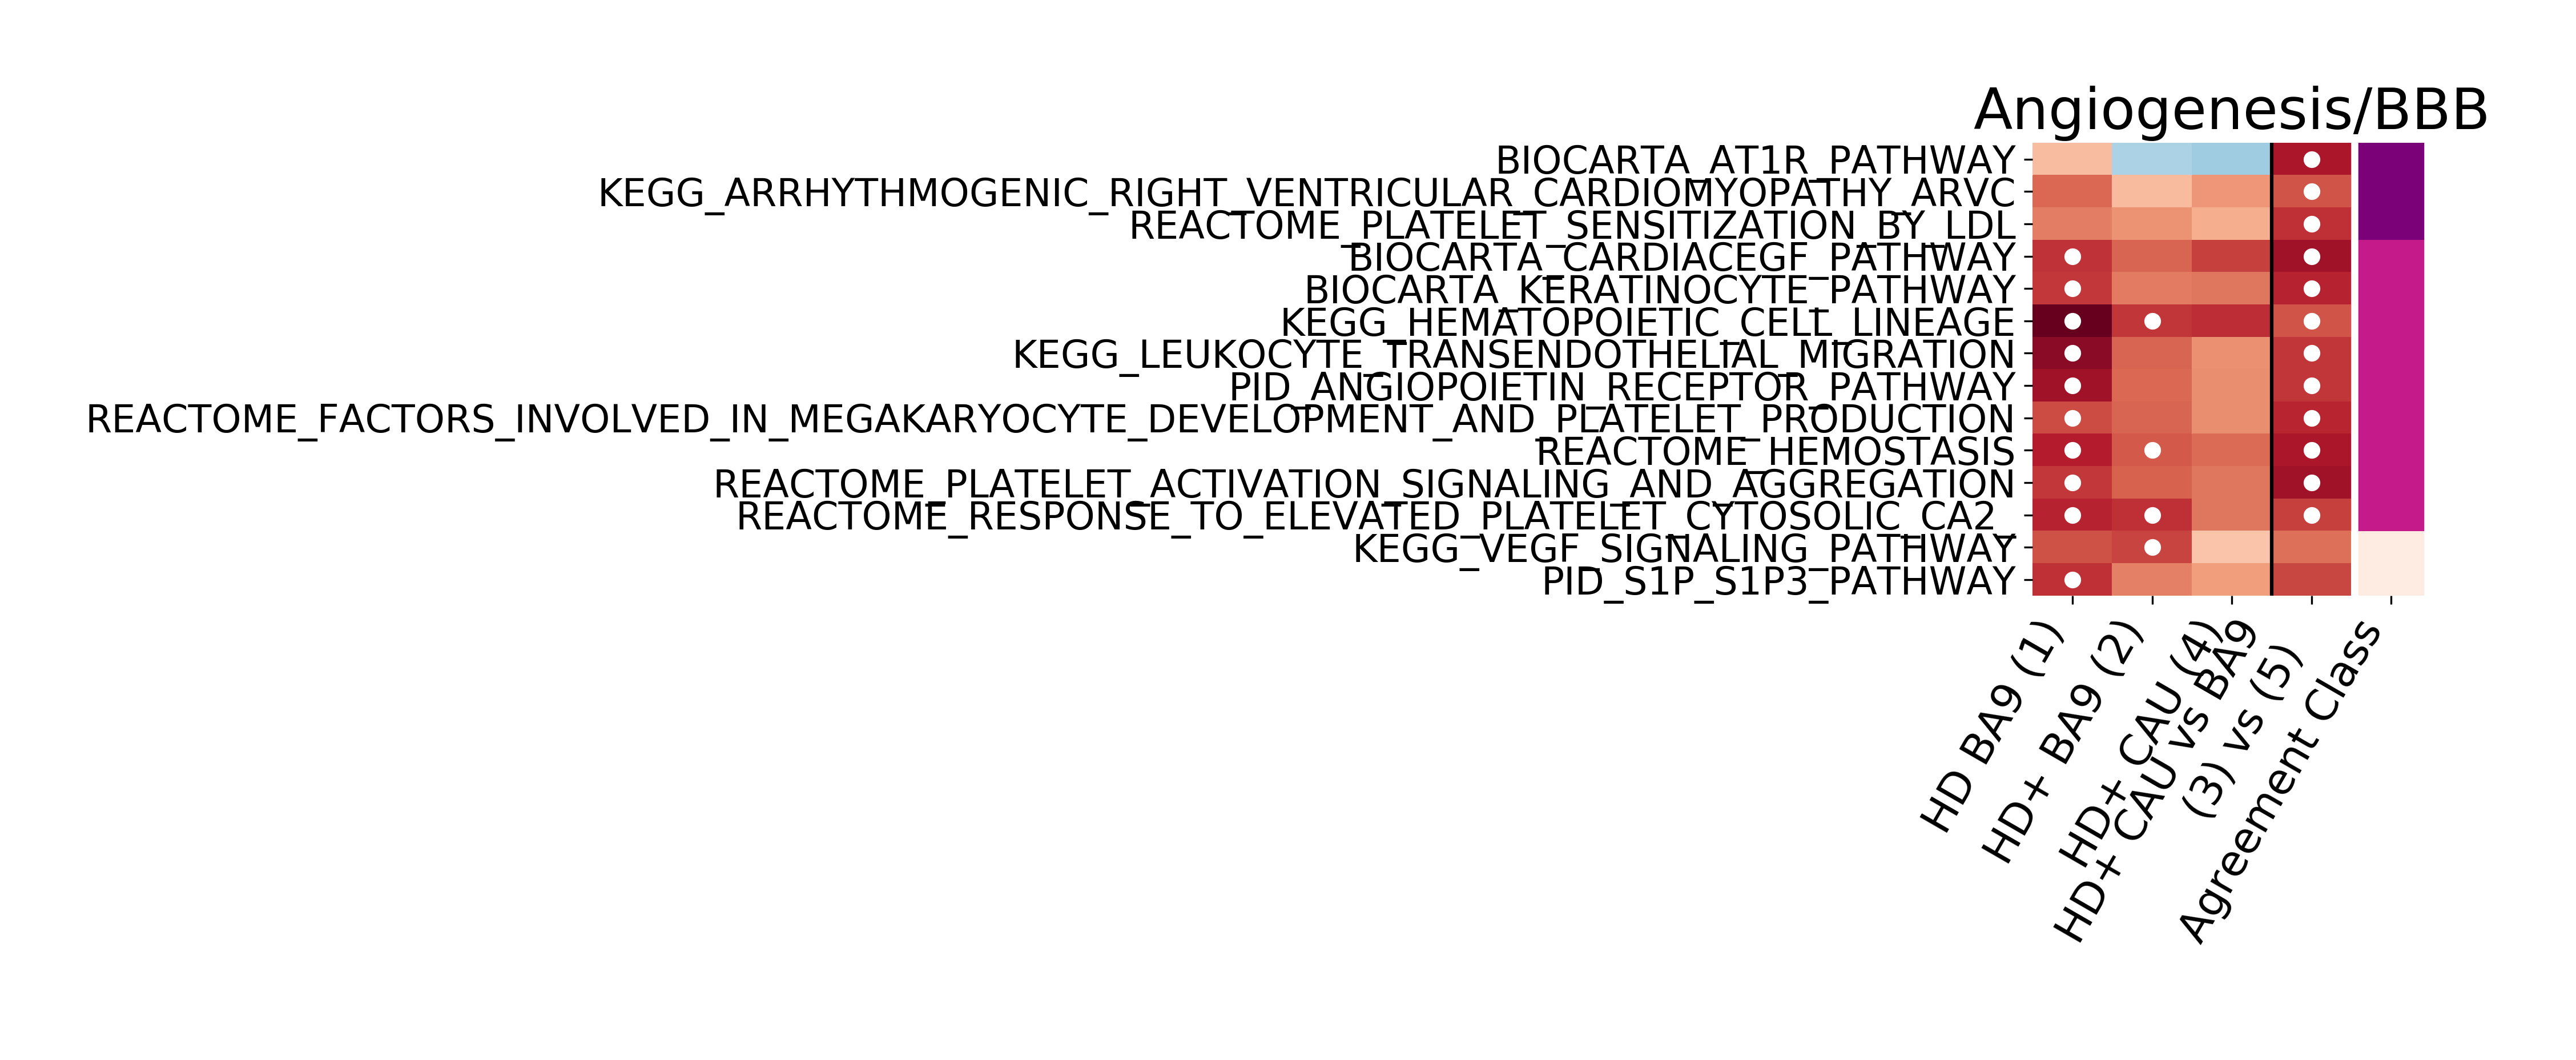 Angiogenesis/BBB
BIOCARTA_AT1R_PATHWAY
KEGG_ARRHYTHMOGENIC_RIGHT_VENTRICULAR_CARDIOMYOPATHY_ARVC
REACTOME_PLATELET_SENSITIZATION_BY_LDL
BIOCARTA_CARDIACEGF_PATHWAY
BIOCARTA_KERATINOCYTE_PATHWAY
KEGG_HEMATOPOIETIC_CELL_LINEAGE
KEGG_LEUKOCYTE_TRANSENDOTHELIAL_MIGRATION
PID_ANGIOPOIETIN_RECEPTOR_PATHWAY
REACTOME_FACTORS_INVOLVED_IN_MEGAKARYOCYTE_DEVELOPMENT_AND_PLATELET_PRODUCTION
REACTOME_HEMOSTASIS
REACTOME_PLATELET_ACTIVATION_SIGNALING_AND_AGGREGATION
REACTOME_RESPONSE_TO_ELEVATED_PLATELET_CYTOSOLIC_CA2_
KEGG_VEGF_SIGNALING_PATHWAY
PID_S1P_S1P3_PATHWAY
HD BA9 (1)
HD+ BA9 (2)
HD+ CAU (4)
HD+ CAU vs BA9
(3) vs (5)
Agreement Class